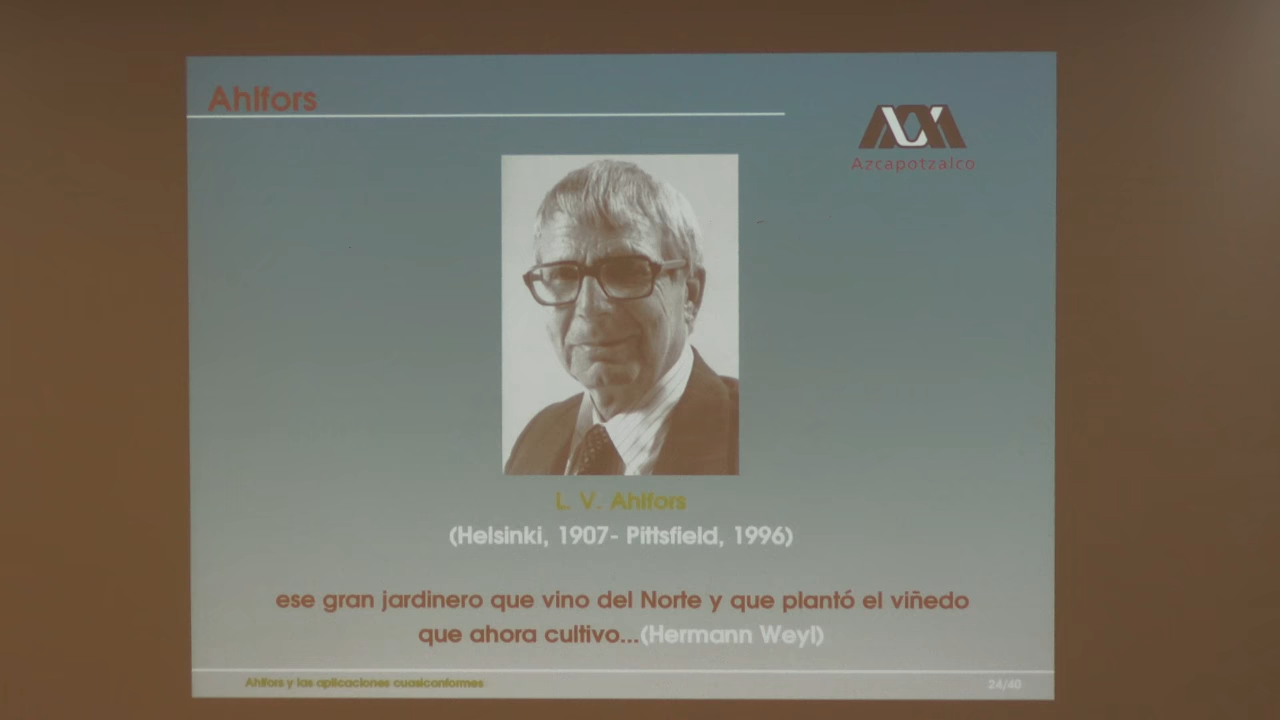 Ahlfors
Azcapotzalco
L. V. Ahlfors
(Helsinki, 1907- Pittsfield, 1996)
ese gran jardinero que vino del Norte y que plantó el viñedo
que ahora cultivo...(Hermann Weyl)
Ahlfors y las aplicaciones cuasiconformes
24/40